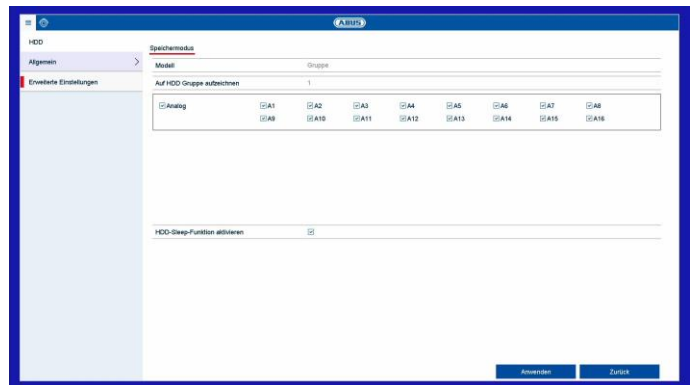 ABUS
HDD
Speichermodus
Allgemein
Modell Gruppe
Erweiterte Einstellungen
Auf HDD Gruppe aufzeichnen 1
Analog A1 A2 A3 A4 A5 A6 A7 A8
A9 A10 A11 A12 A13 A14 A15 A16
HDD-Sleep-Funktion aktivieren
Anwenden Zurück